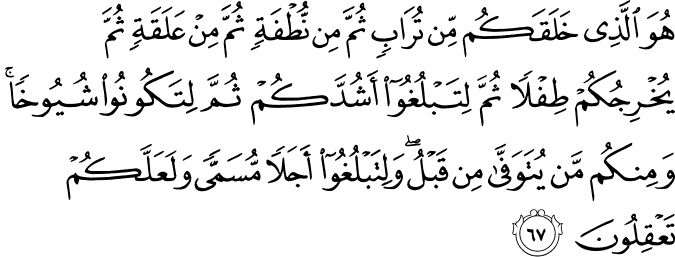 هُوَ ٱلَّذِى خَلَقَكُم مِّن تُرَابٍ ثُمَّ مِن نُّطْفَةٍ ثُمَّ مِنْ عَلَقَةٍ ثُمَّ
يُخْرِجُكُمْ طِفْلًا ثُمَّ لِتَبْلُغُوٓا۟ أَشُدَّكُمْ ثُمَّ لِتَكُونُوا۟ شُيُوخًا ۚ
وَمِنكُم مَّن يُتَوَفَّىٰ مِن قَبْلُ ۖ وَلِتَبْلُغُوٓا۟ أَجَلًا مُّسَمًّى وَلَعَلَّكُمْ
تَعْقِلُونَ ٦٧